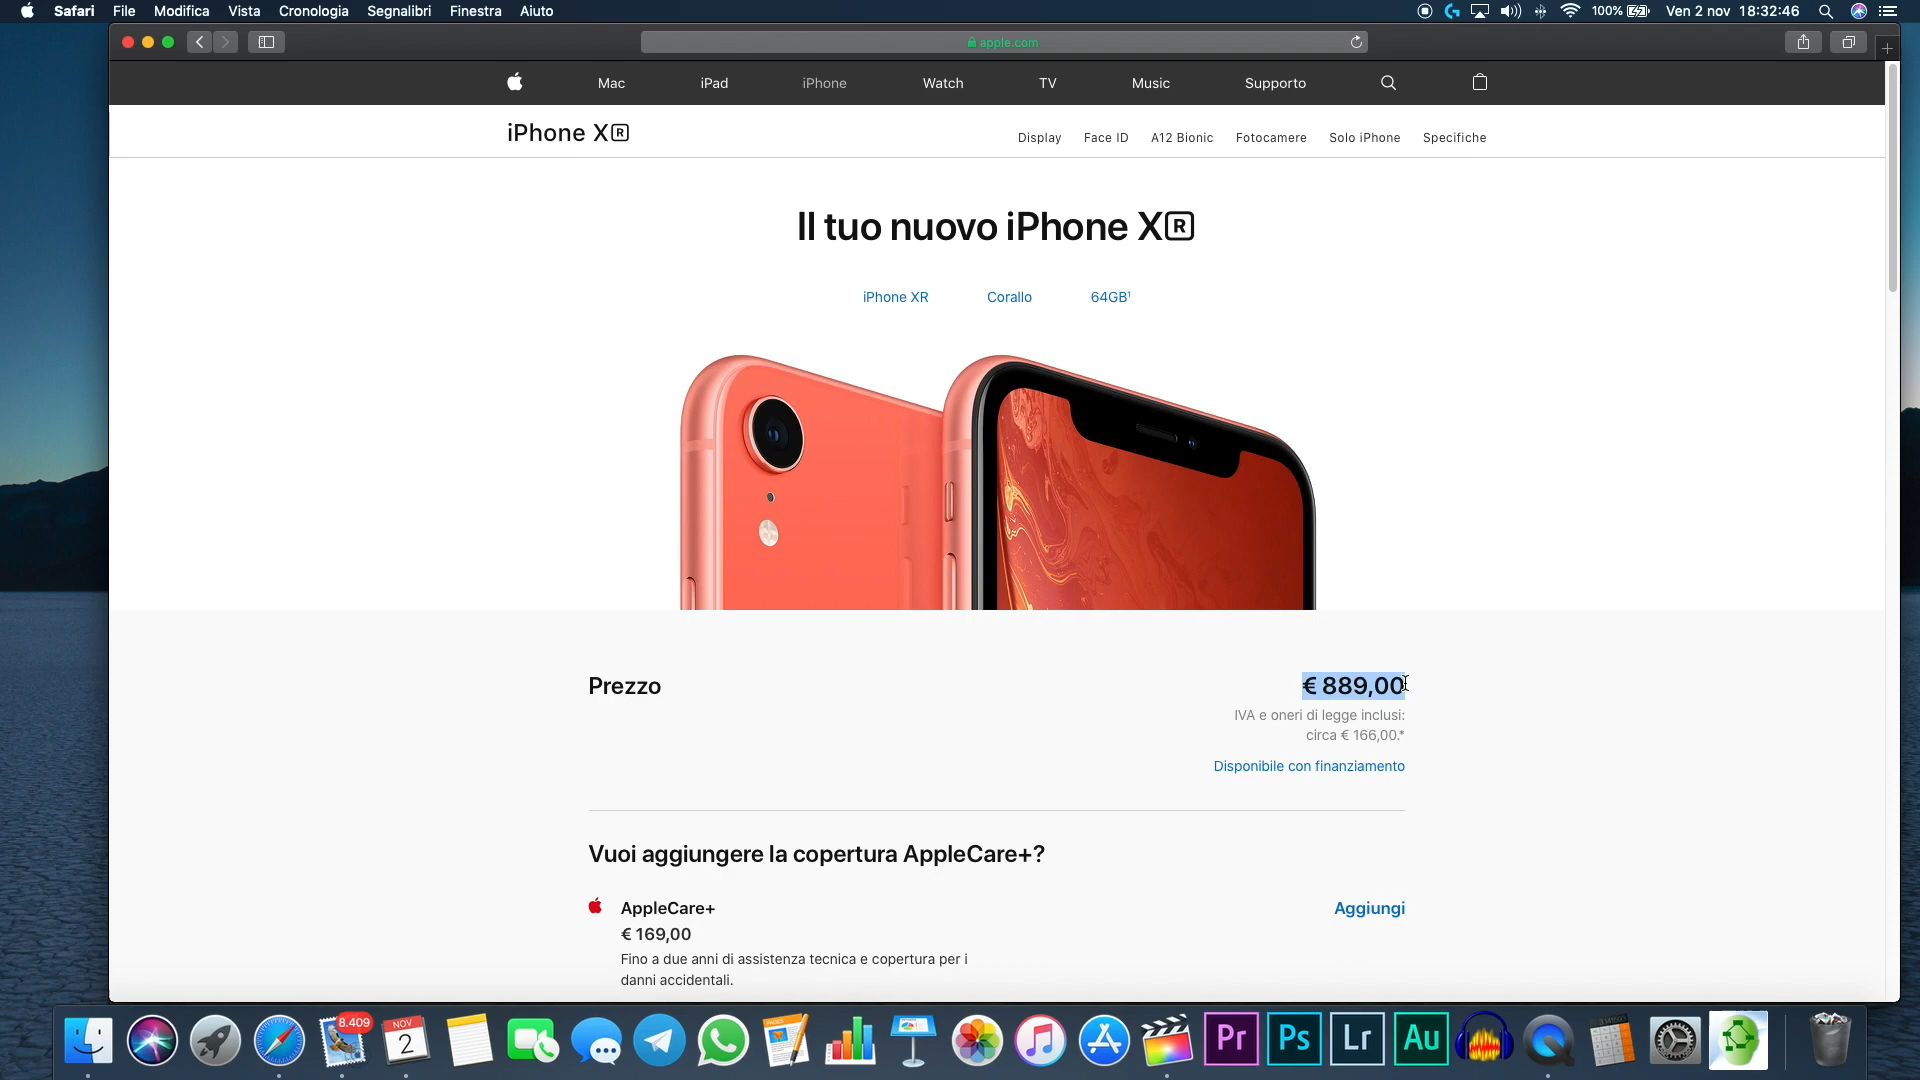 Safari File Modifica Vista Cronologia Segnalibri Finestra Aiuto
100% Ven 2 nov 18:32:46
apple.com
Mac iPad iPhone Watch TV Music Supporto
iPhone XR
Display Face ID A12 Bionic Fotocamere Solo iPhone Specifiche
Il tuo nuovo iPhone XR
iPhone XR Corallo 64GB¹
Prezzo € 889,00
IVA e oneri di legge inclusi:
circa € 166,00.*
Disponibile con finanziamento
Vuoi aggiungere la copertura AppleCare+?
AppleCare+ Aggiungi
€ 169,00
Fino a due anni di assistenza tecnica e copertura per i
danni accidentali.
8.409
NOV
2
PAGES
Pr Ps Lr Au